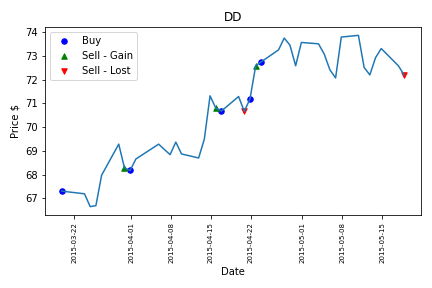 DD
Buy
Sell - Gain
Sell - Lost
Price $
74
73
72
71
70
69
68
67
2015-03-22
2015-04-01
2015-04-08
2015-04-15
2015-04-22
2015-05-01
2015-05-08
2015-05-15
Date